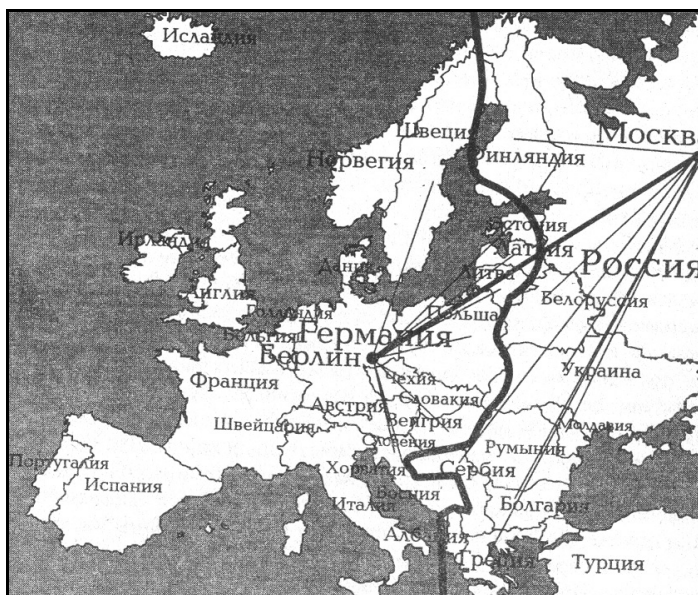 Исландия
Москв
Швеция
Финляндия
Норвегия
Эстония
Ирландия
Латвия
Дания
Литва
Россия
Англия
Белоруссия
Голландия
Польша
Бельгия
Германия
Берлин
Чехия
Украина
Франция
Словакия
Австрия
Венгрия
Молдавия
Швейцария
Словения
Румыния
Португалия
Хорватия
Сербия
Испания
Босния
Италия
Болгария
Албания
Греция
Турция